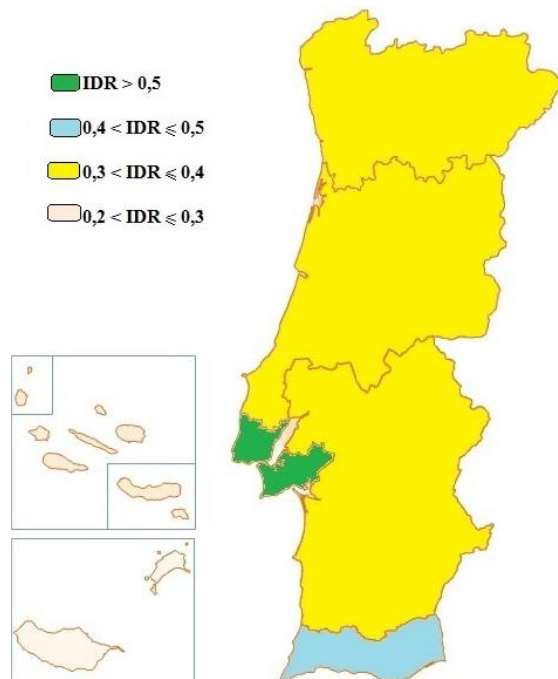 IDR > 0,5
0,4 < IDR ⩽ 0,5
0,3 < IDR ⩽ 0,4
0,2 < IDR ⩽ 0,3